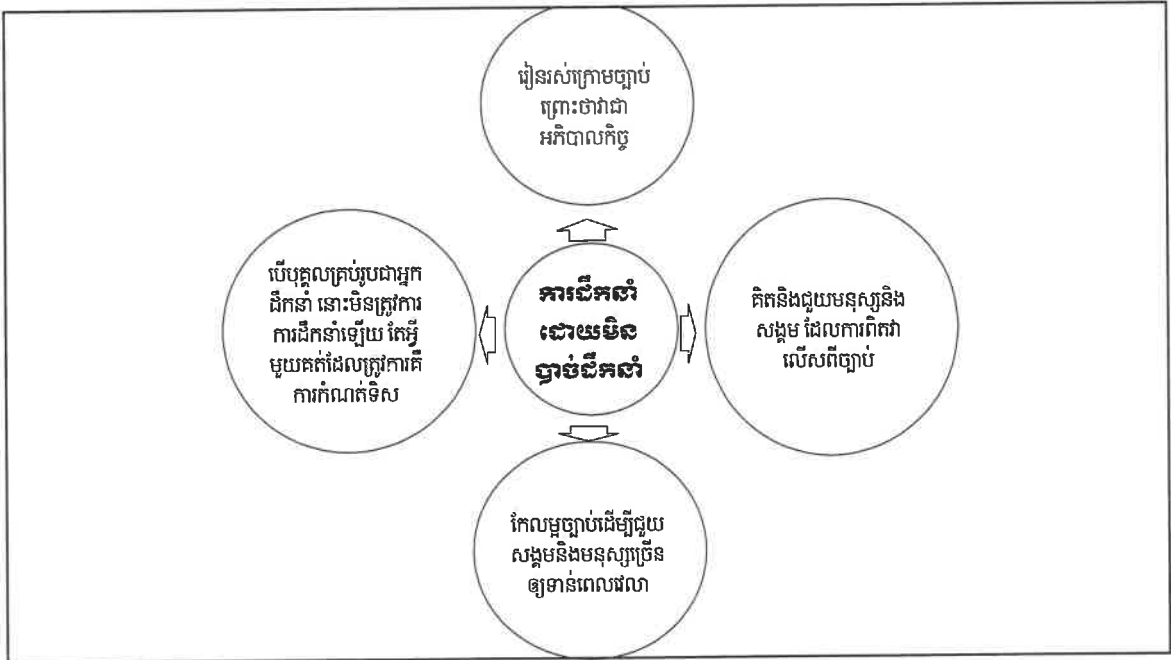 រៀនរស់ក្រោមច្បាប់
ព្រោះថាវាជា
អភិបាលកិច្ច
បើបុគ្គលគ្រប់រូបជាអ្នក
ដឹកនាំ នោះមិនត្រូវការ
ការដឹកនាំឡើយ តែអ្វី
មួយគត់ដែលត្រូវការគឺ
ការកំណត់ទិស
ការដឹកនាំ
ដោយមិន
បាច់ដឹកនាំ
គិតនិងជួយមនុស្សនិង
សង្គម ដែលការពិតវា
លើសពីច្បាប់
កែលម្អច្បាប់ដើម្បីជួយ
សង្គមនិងមនុស្សច្រើន
ឲ្យទាន់ពេលវេលា